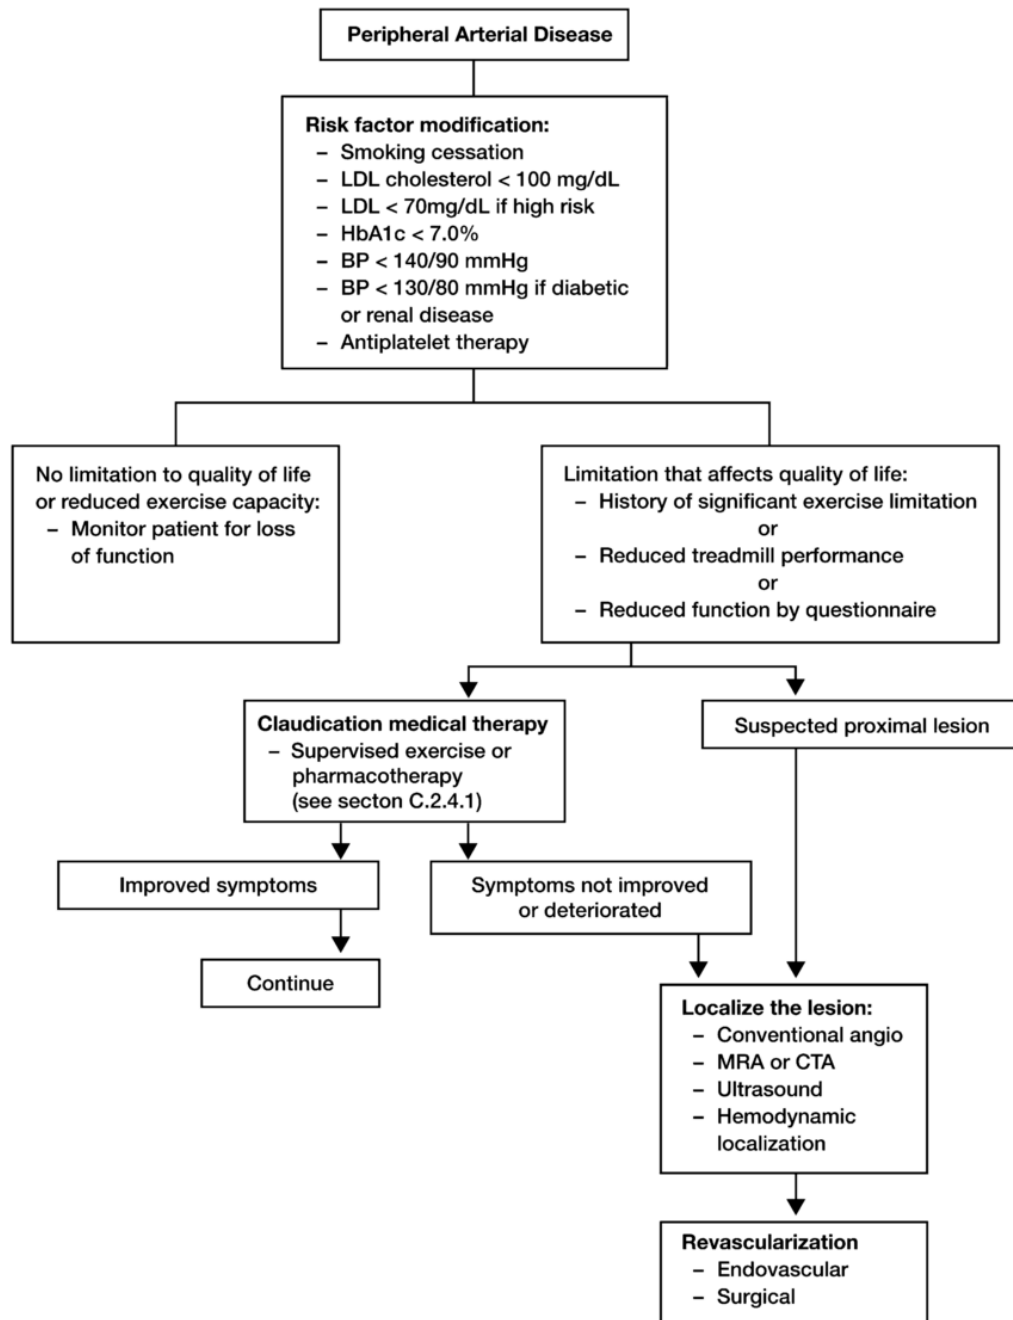 Peripheral Arterial Disease
Risk factor modification:
– Smoking cessation
– LDL cholesterol < 100 mg/dL
– LDL < 70mg/dL if high risk
– HbA1c < 7.0%
– BP < 140/90 mmHg
– BP < 130/80 mmHg if diabetic
or renal disease
– Antiplatelet therapy
No limitation to quality of life
or reduced exercise capacity:
– Monitor patient for loss
of function
Limitation that affects quality of life:
– History of significant exercise limitation
or
– Reduced treadmill performance
or
– Reduced function by questionnaire
Claudication medical therapy
– Supervised exercise or
pharmacotherapy
(see secton C.2.4.1)
Suspected proximal lesion
Improved symptoms
Symptoms not improved
or deteriorated
Continue
Localize the lesion:
– Conventional angio
– MRA or CTA
– Ultrasound
– Hemodynamic
localization
Revascularization
– Endovascular
– Surgical